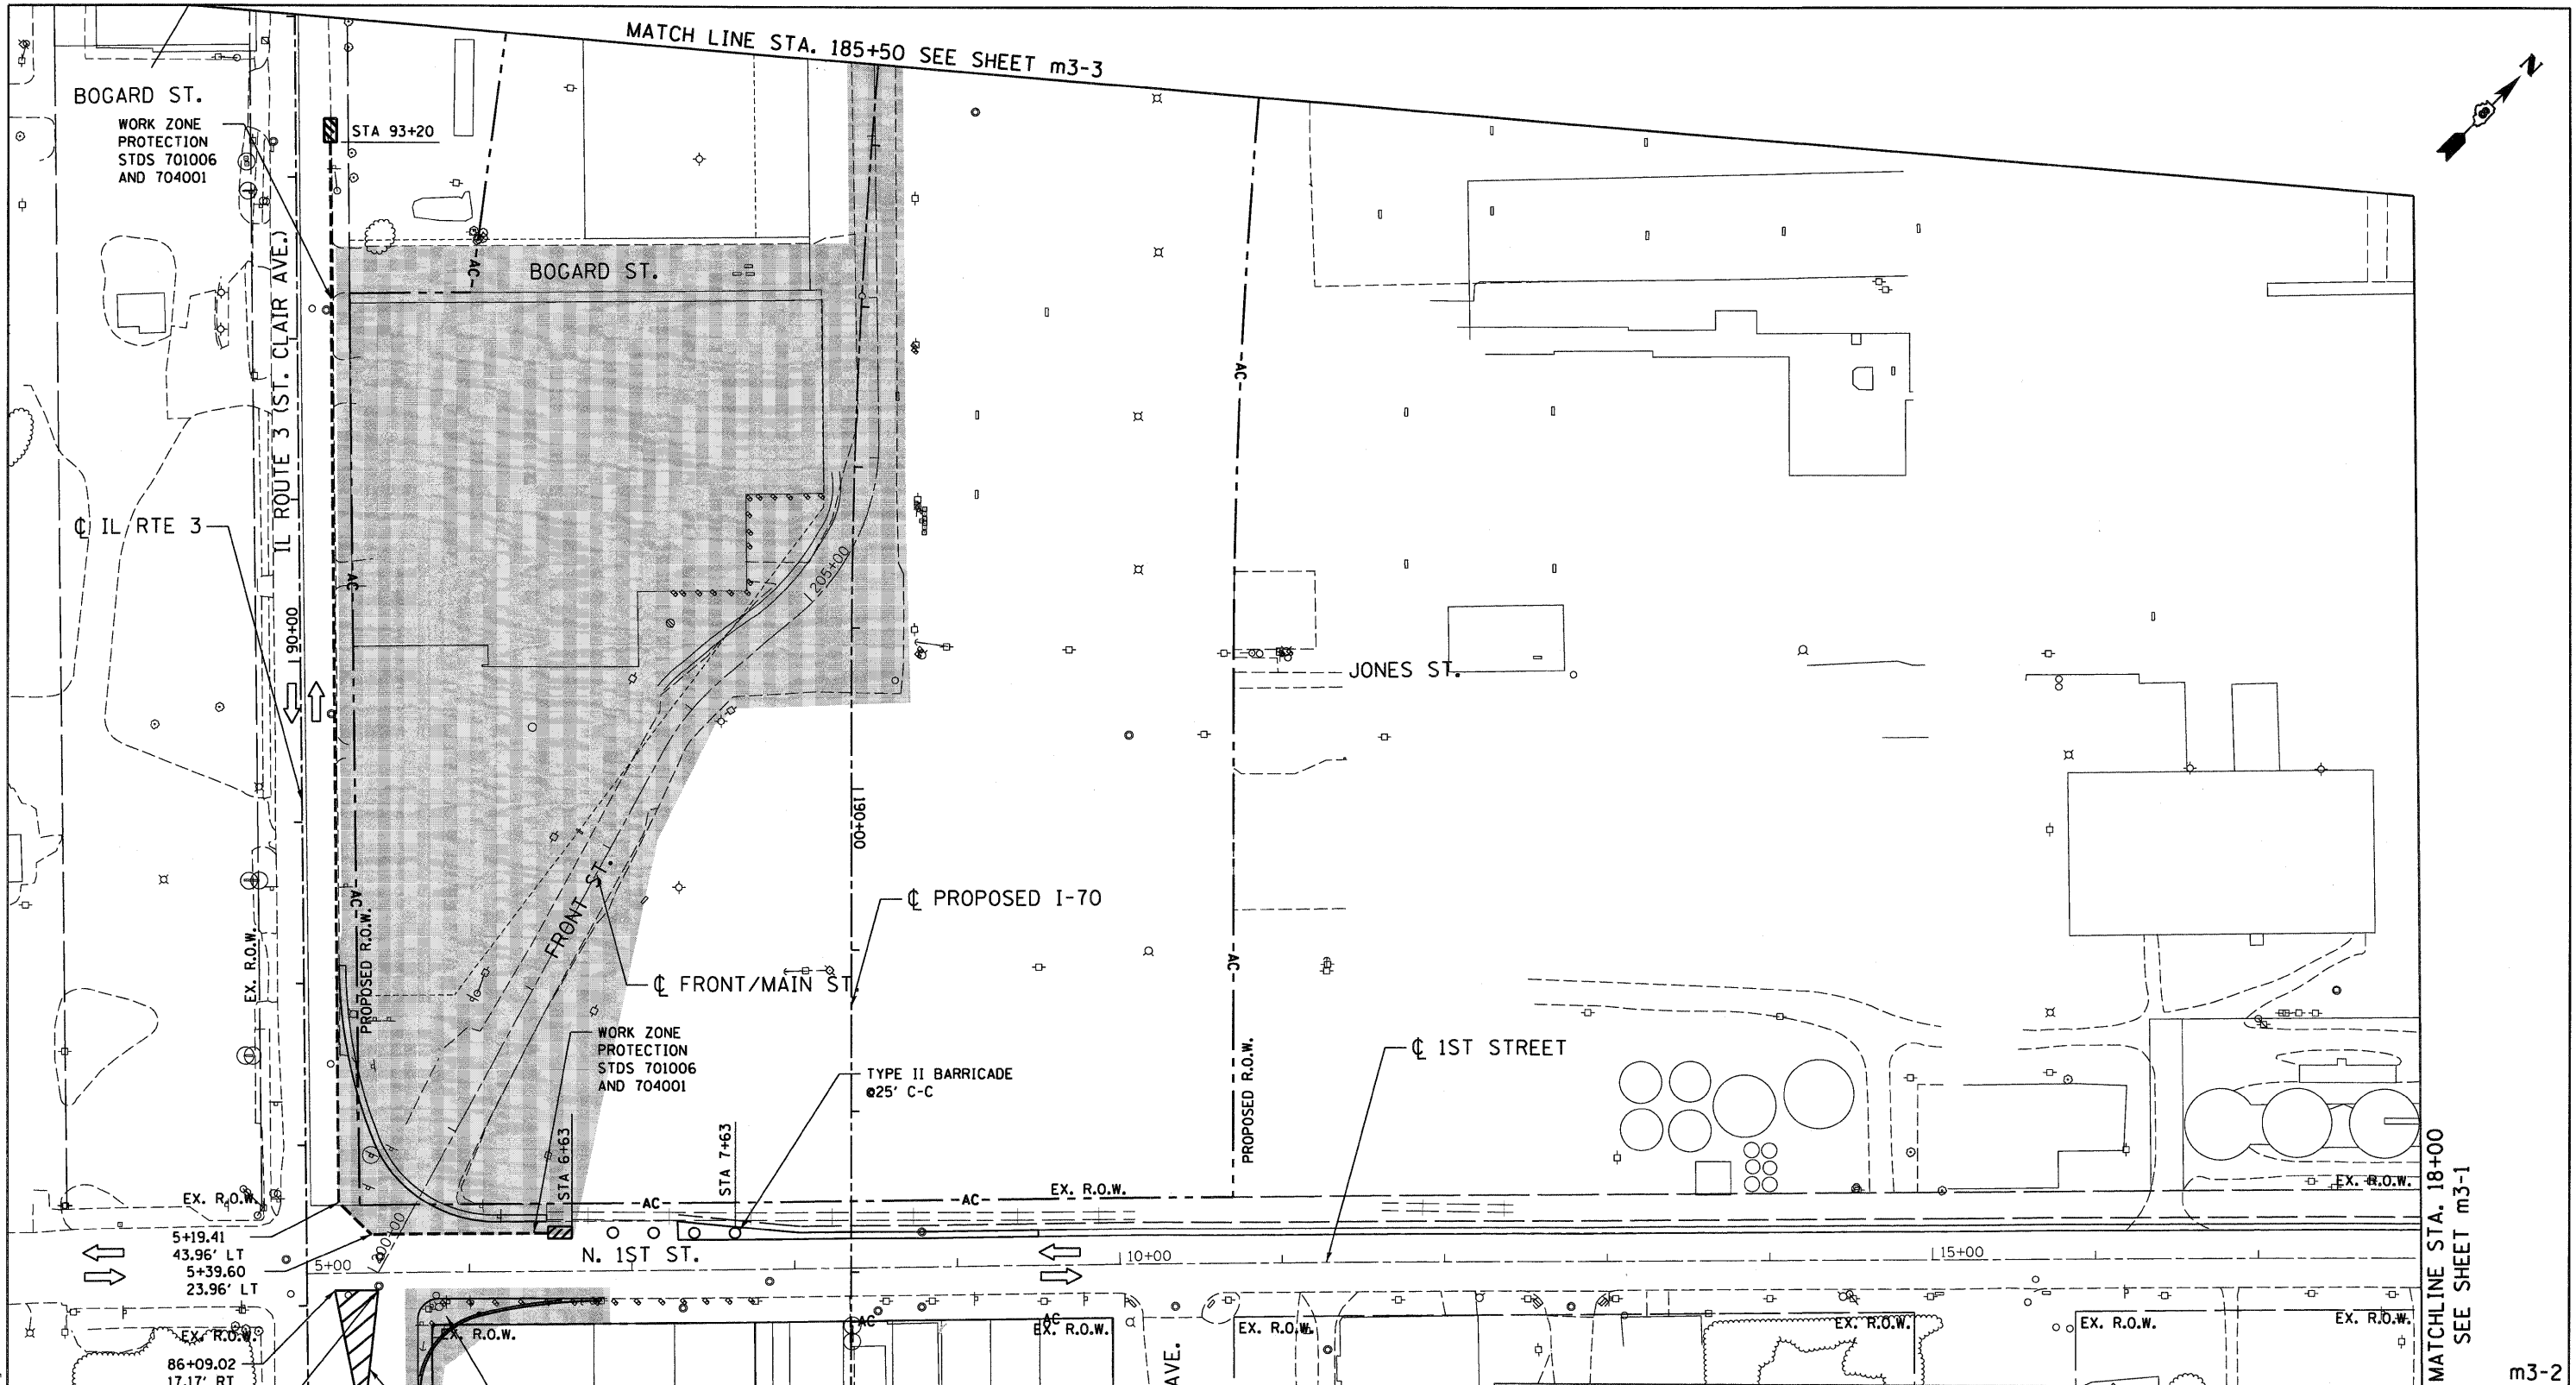 MATCH LINE STA. 185+50 SEE SHEET m3-3
N
BOGARD ST.
WORK ZONE
PROTECTION
STDS 701006
AND 704001
STA 93+20
AC
BOGARD ST.
IL ROUTE 3 (ST. CLAIR AVE.)
AC
℄ IL RTE 3
AC
205+00
90+00
JONES ST.
190+00
FRONT ST.
AC
PROPOSED R.O.W.
EX. R.O.W.
℄ PROPOSED I-70
℄ FRONT/MAIN ST.
AC
WORK ZONE
PROTECTION
STDS 701006
AND 704001
TYPE II BARRICADE
@25' C-C
℄ 1ST STREET
PROPOSED R.O.W.
STA 6+63
STA 7+63
EX. R.O.W.
AC
AC
EX. R.O.W.
EX. R.O.W.
5+19.41
43.96' LT
5+39.60
23.96' LT
200+00
5+00
N. 1ST ST.
10+00
15+00
MATCHLINE STA. 18+00
SEE SHEET m3-1
EX. R.O.W.
EX. R.O.W.
AC
AC
EX. R.O.W.
EX. R.O.W.
EX. R.O.W.
EX. R.O.W.
EX. R.O.W.
86+09.02
17.17' RT
AVE.
m3-2